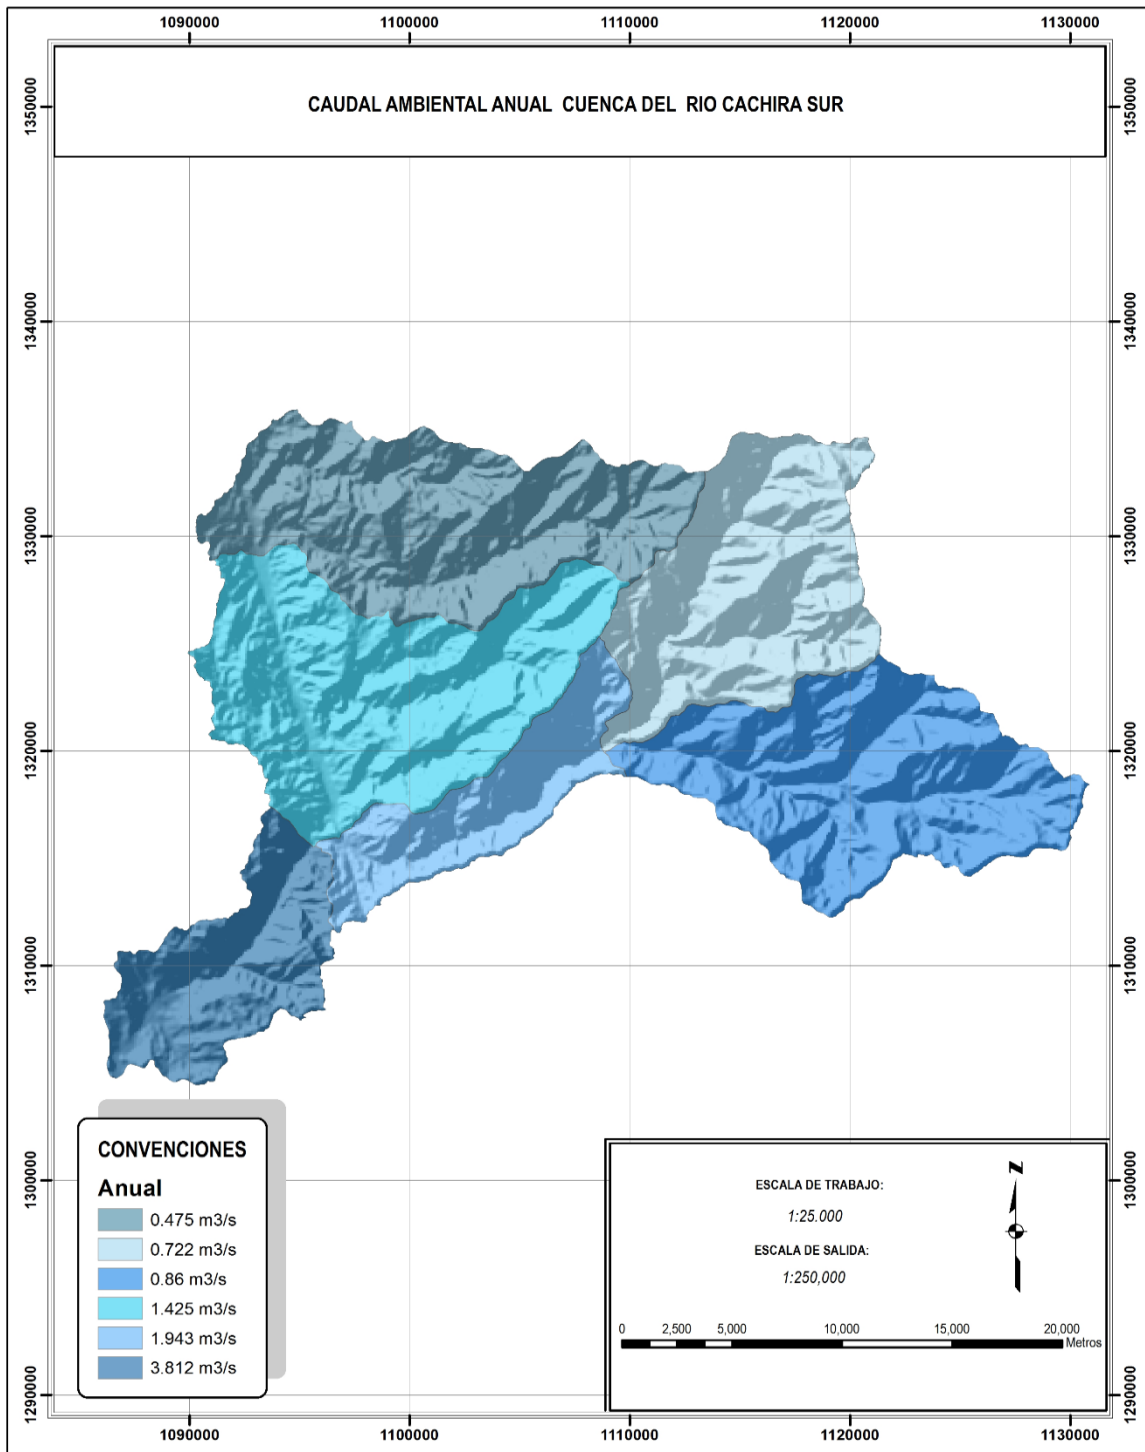 1090000 1100000 1110000 1120000 1130000
CAUDAL AMBIENTAL ANUAL CUENCA DEL RIO CACHIRA SUR
1350000 1350000
1340000 1340000
1330000 1330000
1320000 1320000
1310000 1310000
1300000 1300000
1290000 1290000
CONVENCIONES
Anual
0.475 m3/s
0.722 m3/s
0.86 m3/s
1.425 m3/s
1.943 m3/s
3.812 m3/s
N
ESCALA DE TRABAJO:
1:25.000
ESCALA DE SALIDA:
1:250,000
0 2,500 5,000 10,000 15,000 20,000
Metros
1090000 1100000 1110000 1120000 1130000